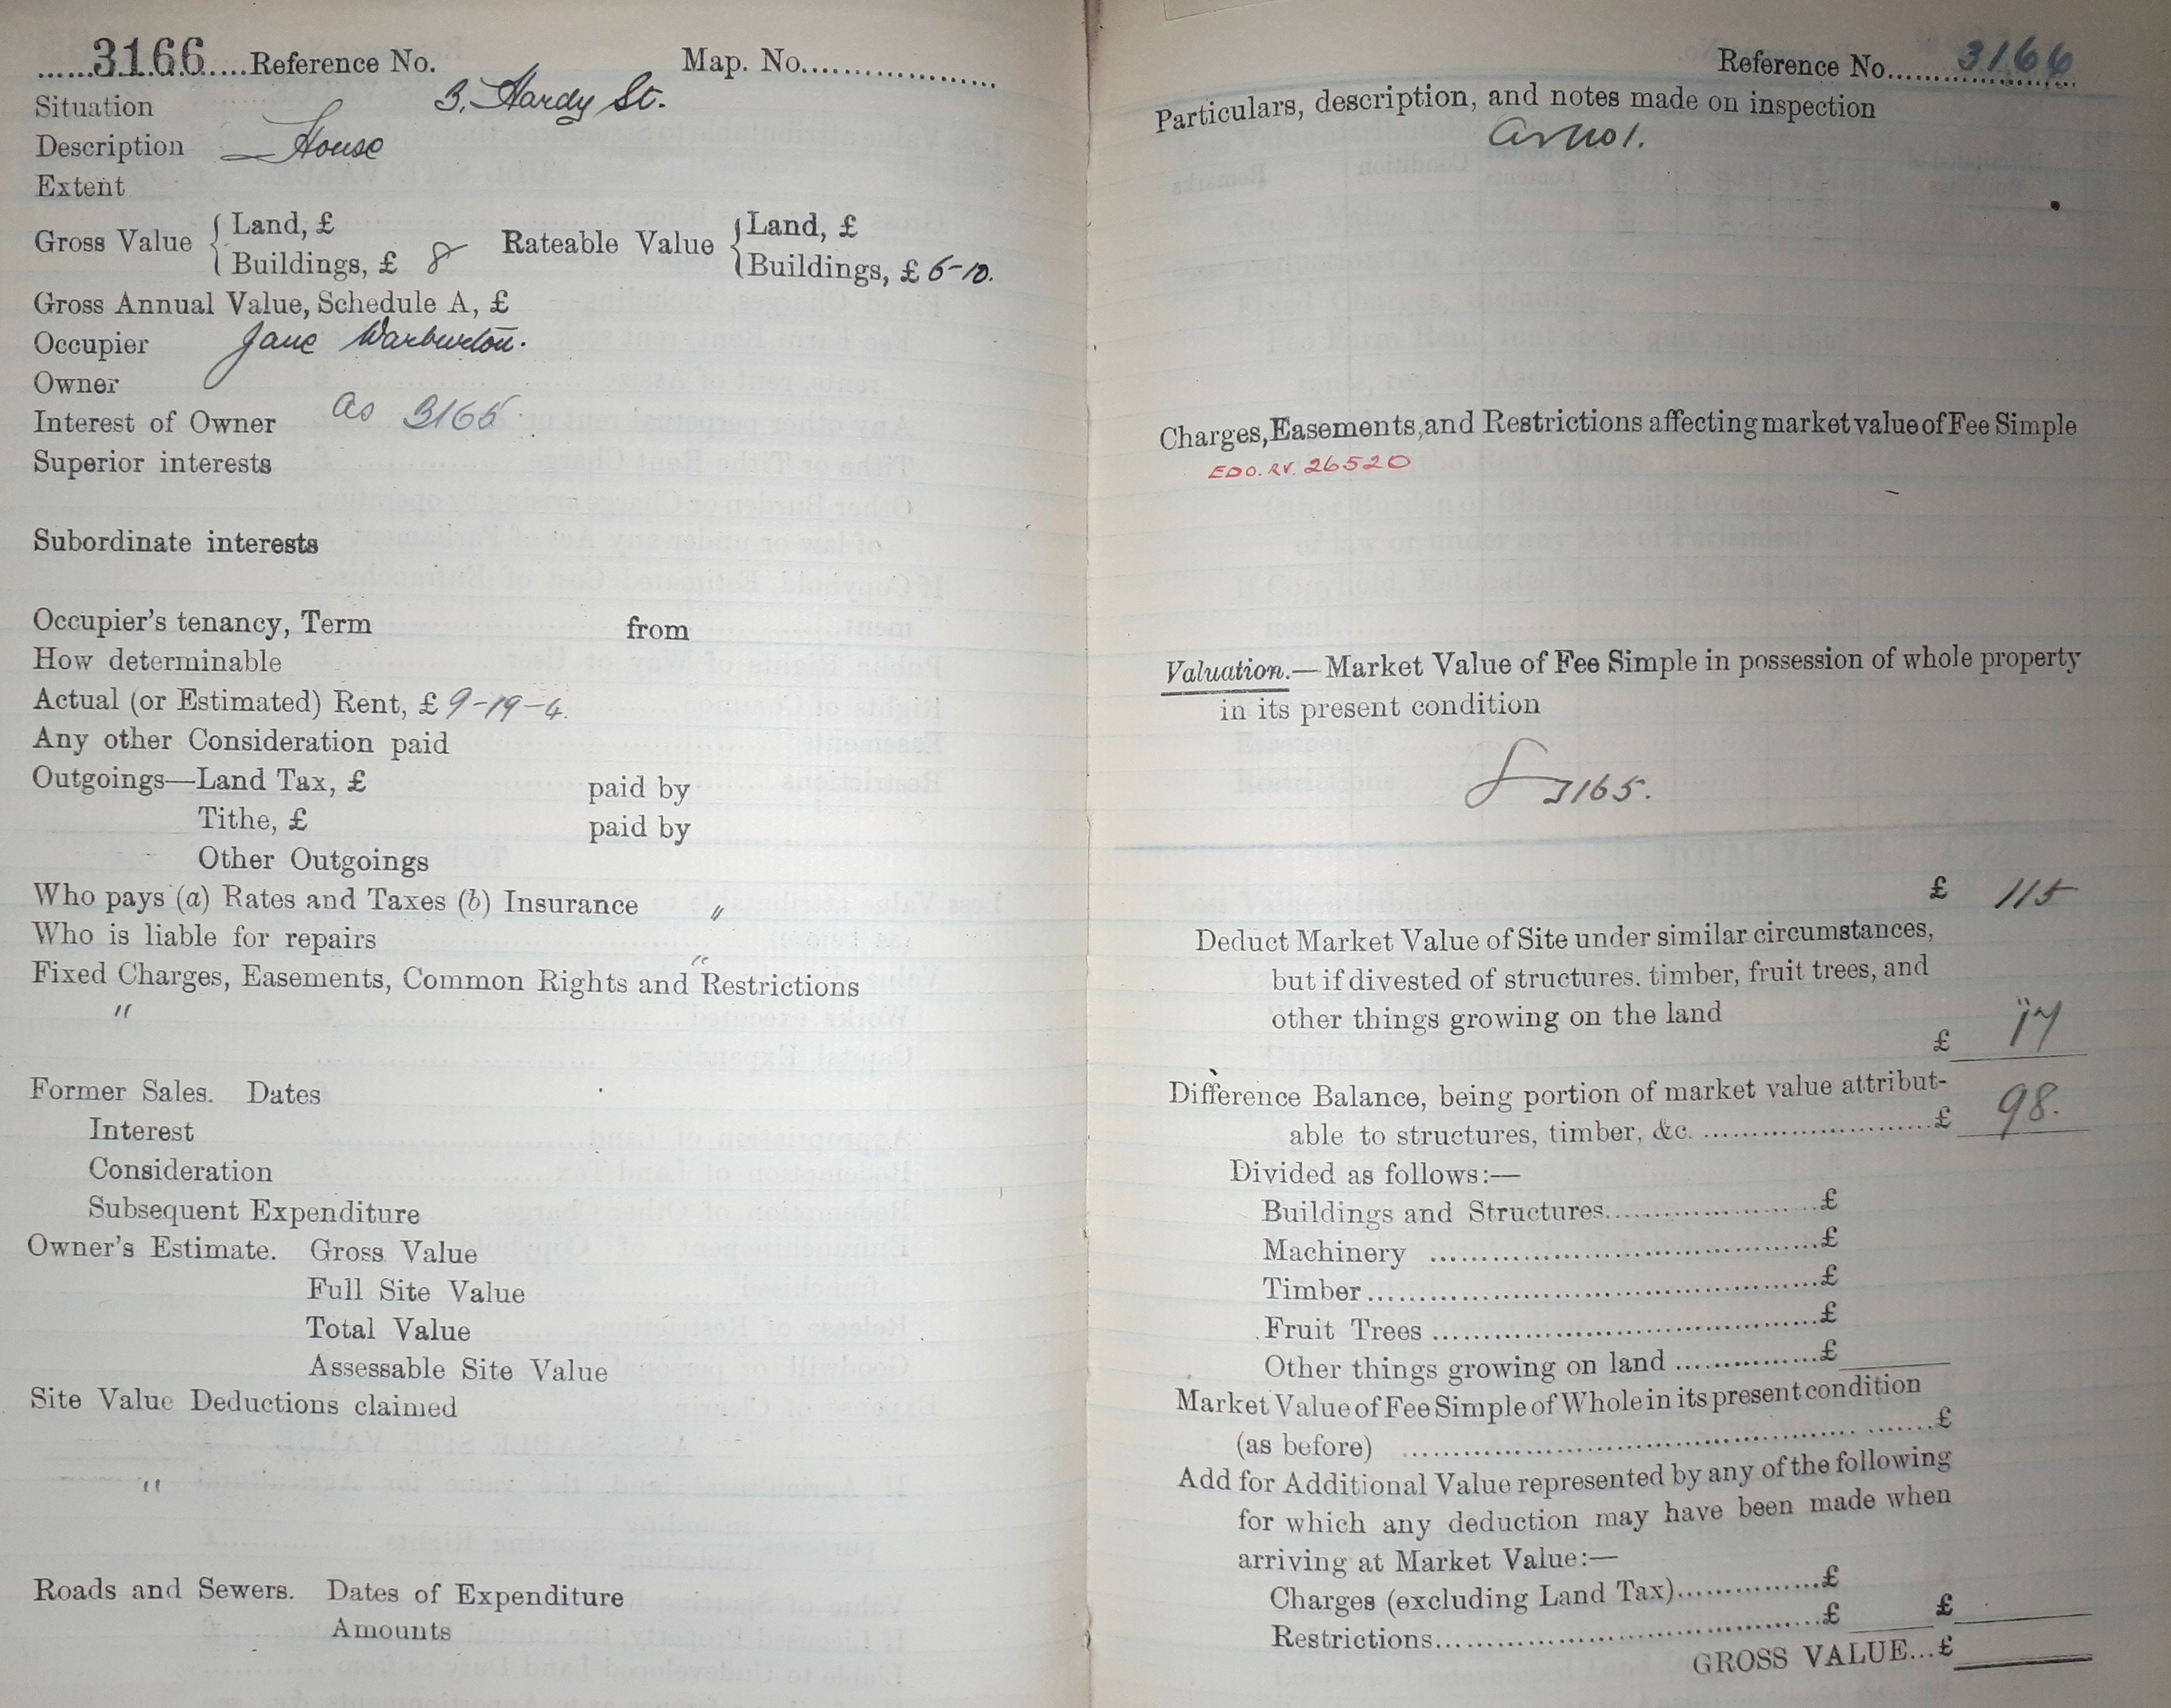 3166 Reference No. Map. No.
Situation 3, Hardy St.
Description House
Extent
Gross Value { Land, £
Buildings, £ 8
Rateable Value { Land, £
Buildings, £ 6-10.
Gross Annual Value, Schedule A, £
Occupier Jane Warburton.
Owner
Interest of Owner as 3165.
Superior interests
Subordinate interests
Occupier's tenancy, Term from
How determinable
Actual (or Estimated) Rent, £ 9-19-4.
Any other Consideration paid
Outgoings—Land Tax, £ paid by
Tithe, £ paid by
Other Outgoings
Who pays (a) Rates and Taxes (b) Insurance "
Who is liable for repairs "
Fixed Charges, Easements, Common Rights and Restrictions
"
Former Sales. Dates
Interest
Consideration
Subsequent Expenditure
Owner's Estimate. Gross Value
Full Site Value
Total Value
Assessable Site Value
Site Value Deductions claimed
"
Roads and Sewers. Dates of Expenditure
Amounts
Reference No. 3166
Particulars, description, and notes made on inspection
as No 1.
Charges, Easements, and Restrictions affecting market value of Fee Simple
EDO. RV. 26520
Valuation.—Market Value of Fee Simple in possession of whole property
in its present condition
3165.
£ 115
Deduct Market Value of Site under similar circumstances,
but if divested of structures. timber, fruit trees, and
other things growing on the land
£ 17
Difference Balance, being portion of market value attribut-
able to structures, timber, &c. £ 98.
Divided as follows:—
Buildings and Structures £
Machinery £
Timber £
Fruit Trees £
Other things growing on land £
Market Value of Fee Simple of Whole in its present condition
(as before) £
Add for Additional Value represented by any of the following
for which any deduction may have been made when
arriving at Market Value:—
Charges (excluding Land Tax) £
Restrictions £ £
GROSS VALUE...£